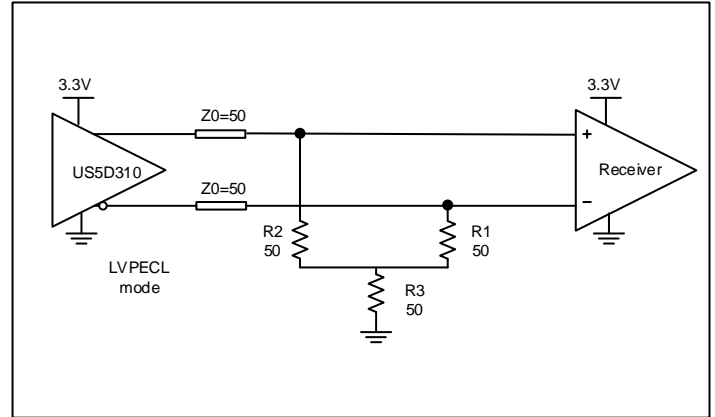 3.3V
3.3V
Z0=50
US5D310
+
Receiver
Z0=50
−
R2
50
R1
50
LVPECL
mode
R3
50